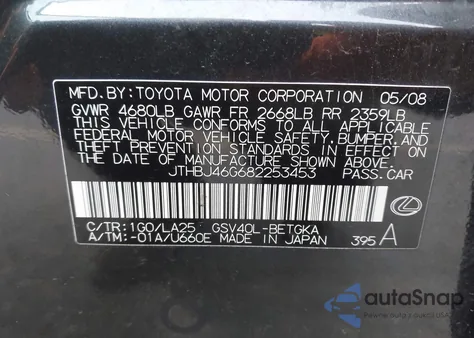 MFD. BY: TOYOTA MOTOR CORPORATION 05/08
GVWR 4680LB GAWR FR 2668LB RR 2359LB
THIS VEHICLE CONFORMS TO ALL APPLICABLE
FEDERAL MOTOR VEHICLE SAFETY, BUMPER, AND
THEFT PREVENTION STANDARDS IN EFFECT ON
THE DATE OF MANUFACTURE SHOWN ABOVE.
JTHBJ46G682253453 PASS. CAR
C/TR: 1G0/LA25 GSV40L-BETGKA
A/TM: -01A/U660E MADE IN JAPAN 395 A
autoSnap